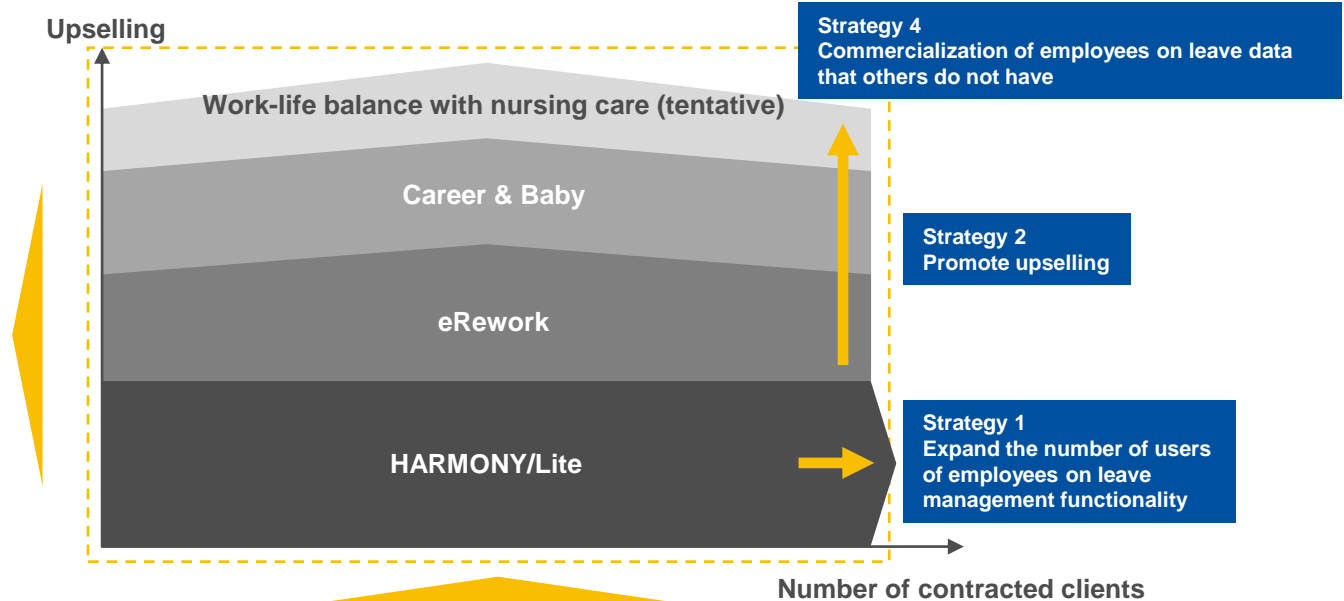 Upselling
Strategy 4
Commercialization of employees on leave data
that others do not have
Work-life balance with nursing care (tentative)
Career & Baby
Strategy 2
Promote upselling
eRework
Strategy 1
Expand the number of users
of employees on leave
management functionality
HARMONY/Lite
Number of contracted clients